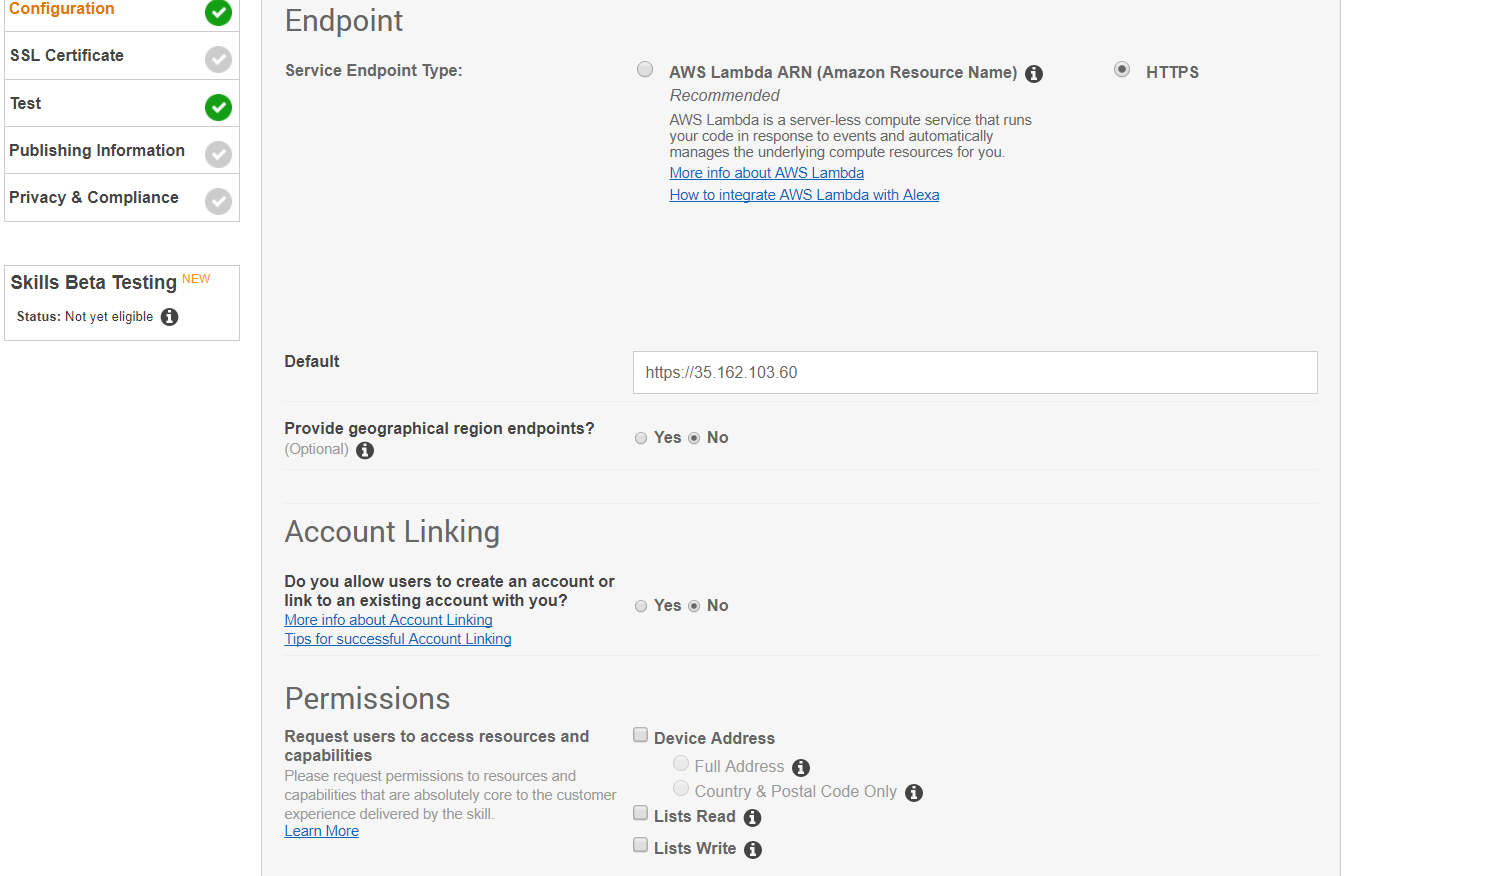 Configuration
SSL Certificate
Test
Publishing Information
Privacy & Compliance
Skills Beta Testing NEW
Status: Not yet eligible
Endpoint
Service Endpoint Type:
AWS Lambda ARN (Amazon Resource Name)
HTTPS
Recommended
AWS Lambda is a server-less compute service that runs
your code in response to events and automatically
manages the underlying compute resources for you.
More info about AWS Lambda
How to integrate AWS Lambda with Alexa
Default
https://35.162.103.60
Provide geographical region endpoints?
(Optional)
Yes No
Account Linking
Do you allow users to create an account or
link to an existing account with you?
More info about Account Linking
Tips for successful Account Linking
Yes No
Permissions
Request users to access resources and
capabilities
Please request permissions to resources and
capabilities that are absolutely core to the customer
experience delivered by the skill.
Learn More
Device Address
Full Address
Country & Postal Code Only
Lists Read
Lists Write